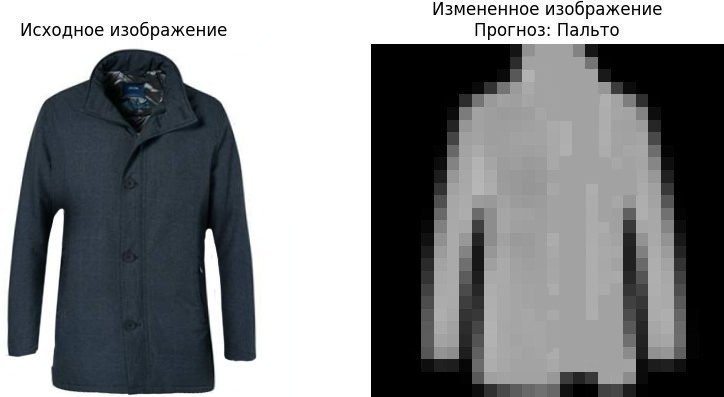 Исходное изображение
Измененное изображение
Прогноз: Пальто